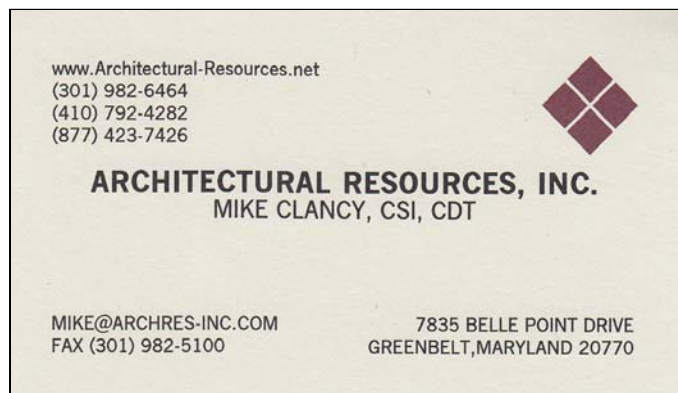 www.Architectural-Resources.net
(301) 982-6464
(410) 792-4282
(877) 423-7426
ARCHITECTURAL RESOURCES, INC.
MIKE CLANCY, CSI, CDT
MIKE@ARCHRES-INC.COM
FAX (301) 982-5100
7835 BELLE POINT DRIVE
GREENBELT,MARYLAND 20770